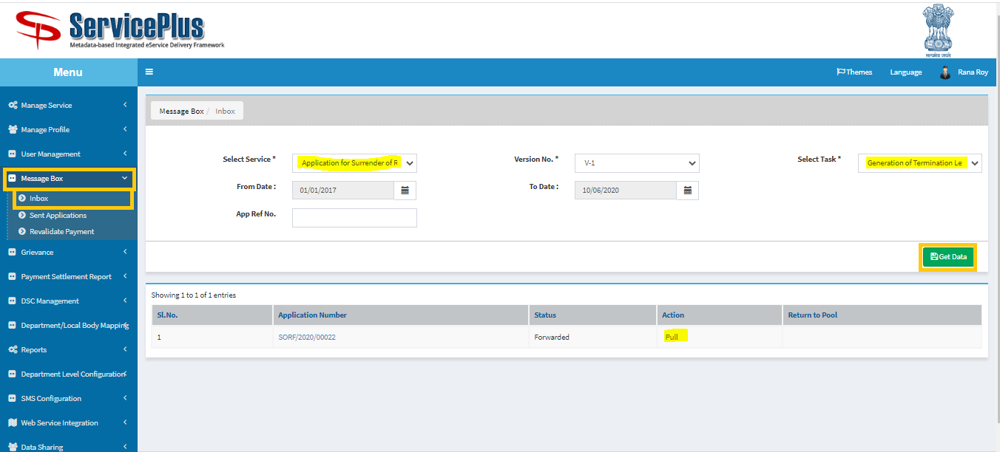 ServicePlus
Metadata-based Integrated eService Delivery Framework
सत्यमेव जयते
Menu
Themes
Language
Rana Roy
Manage Service
Manage Profile
User Management
Message Box
Inbox
Sent Applications
Revalidate Payment
Grievance
Payment Settlement Report
DSC Management
Department/Local Body Mapping
Reports
Department Level Configuration
SMS Configuration
Web Service Integration
Data Sharing
Message Box / Inbox
Select Service *
Application for Surrender of R
Version No. *
V-1
Select Task *
Generation of Termination Le
From Date :
01/01/2017
To Date :
10/06/2020
App Ref No.
Get Data
Showing 1 to 1 of 1 entries
Sl.No. Application Number Status Action Return to Pool
1 SORF/2020/00022 Forwarded Pull